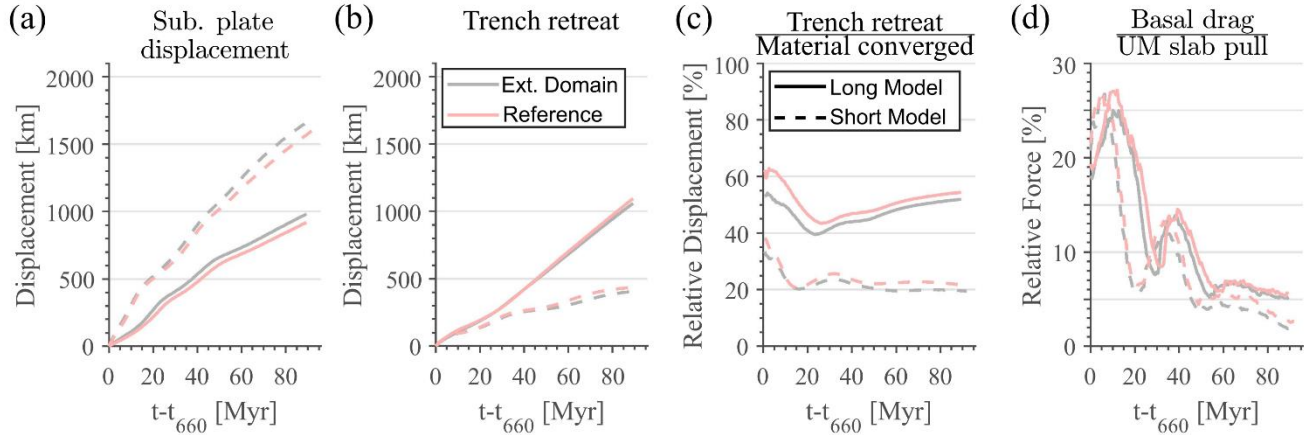 (a)
Sub. plate
displacement
Displacement [km]
2000
1500
1000
500
0
0 20 40 60 80
t-t660 [Myr]
(b)
Trench retreat
Displacement [km]
2000
1500
1000
500
0
Ext. Domain
Reference
0 20 40 60 80
t-t660 [Myr]
(c)
Trench retreat
Material converged
Relative Displacement [%]
100
80
60
40
20
0
Long Model
Short Model
0 20 40 60 80
t-t660 [Myr]
(d)
Basal drag
UM slab pull
Relative Force [%]
30
20
10
0
0 20 40 60 80
t-t660 [Myr]